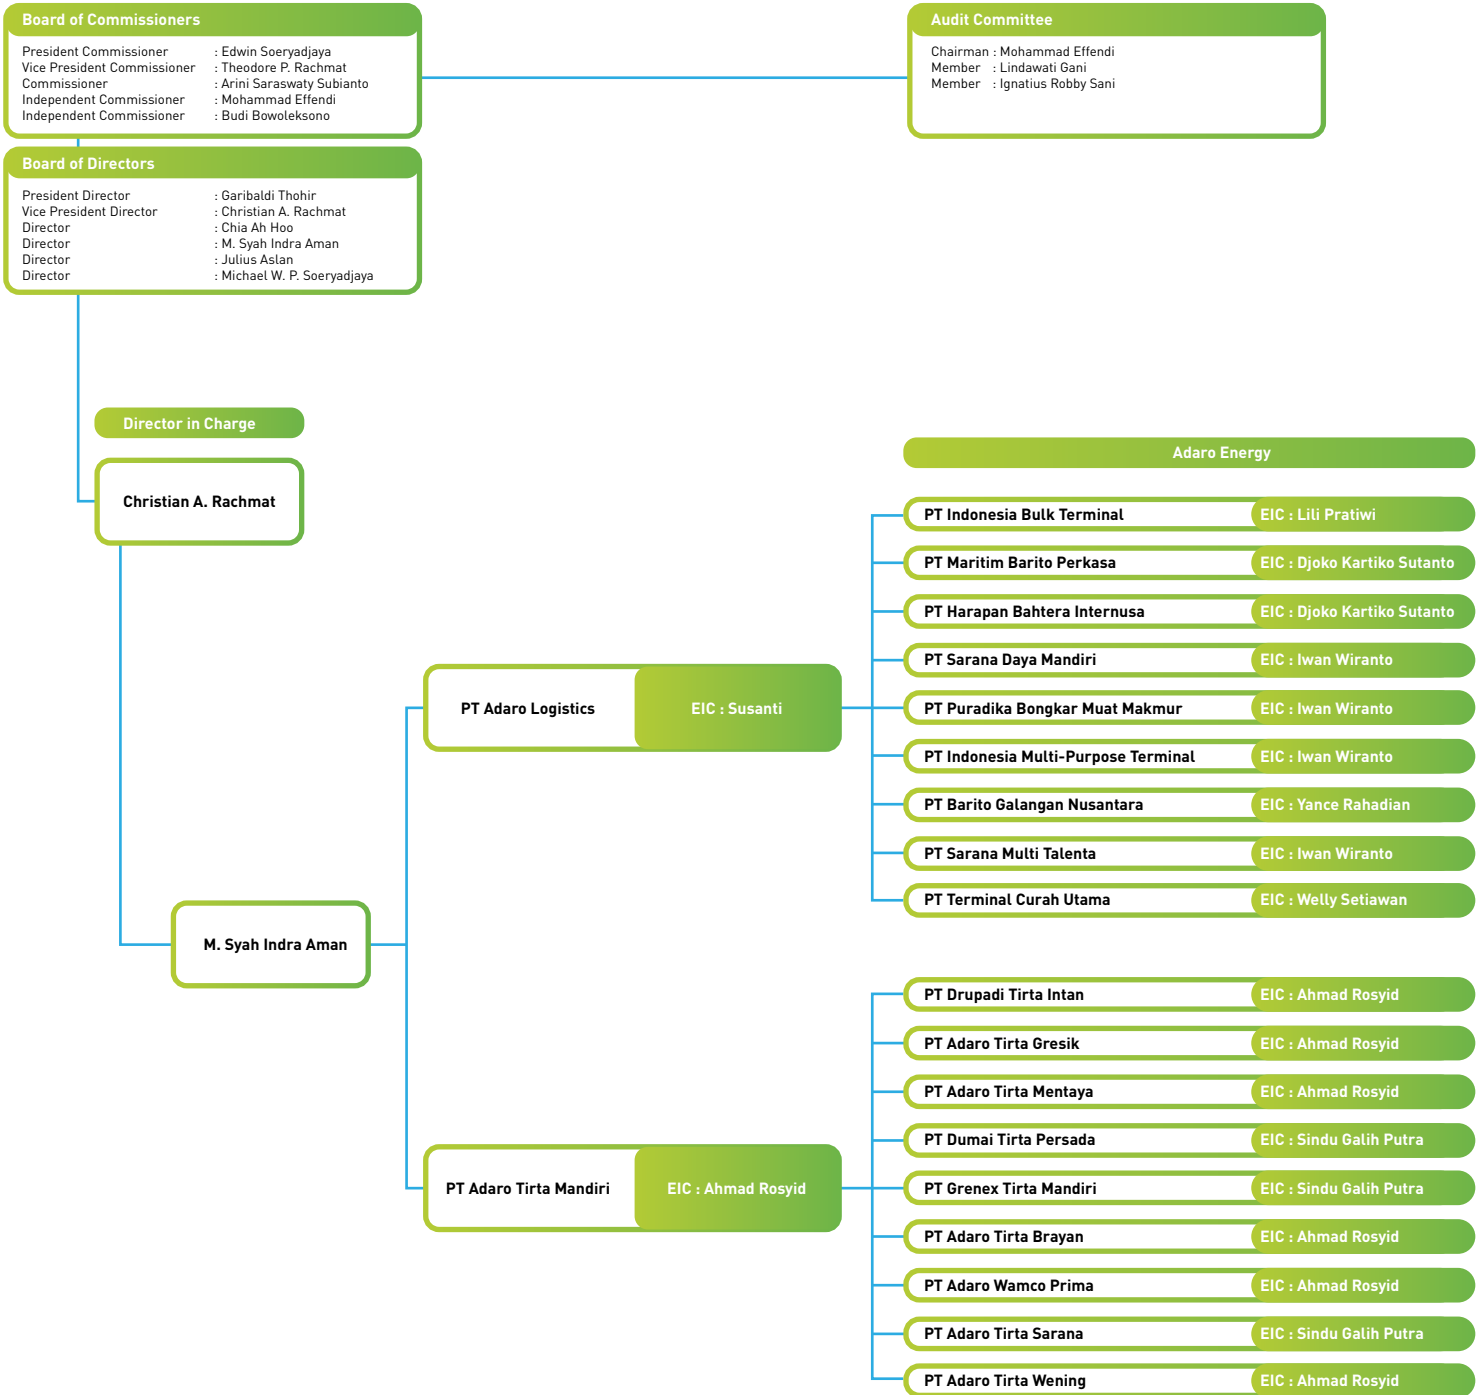 Board of Commissioners
President Commissioner : Edwin Soeryadjaya
Vice President Commissioner : Theodore P. Rachmat
Commissioner : Arini Saraswaty Subianto
Independent Commissioner : Mohammad Effendi
Independent Commissioner : Budi Bowoleksono
Audit Committee
Chairman : Mohammad Effendi
Member : Lindawati Gani
Member : Ignatius Robby Sani
Board of Directors
President Director : Garibaldi Thohir
Vice President Director : Christian A. Rachmat
Director : Chia Ah Hoo
Director : M. Syah Indra Aman
Director : Julius Aslan
Director : Michael W. P. Soeryadjaya
Director in Charge
Christian A. Rachmat
M. Syah Indra Aman
PT Adaro Logistics EIC : Susanti
PT Adaro Tirta Mandiri EIC : Ahmad Rosyid
Adaro Energy
PT Indonesia Bulk Terminal EIC : Lili Pratiwi
PT Maritim Barito Perkasa EIC : Djoko Kartiko Sutanto
PT Harapan Bahtera Internusa EIC : Djoko Kartiko Sutanto
PT Sarana Daya Mandiri EIC : Iwan Wiranto
PT Puradika Bongkar Muat Makmur EIC : Iwan Wiranto
PT Indonesia Multi-Purpose Terminal EIC : Iwan Wiranto
PT Barito Galangan Nusantara EIC : Yance Rahadian
PT Sarana Multi Talenta EIC : Iwan Wiranto
PT Terminal Curah Utama EIC : Welly Setiawan
PT Drupadi Tirta Intan EIC : Ahmad Rosyid
PT Adaro Tirta Gresik EIC : Ahmad Rosyid
PT Adaro Tirta Mentaya EIC : Ahmad Rosyid
PT Dumai Tirta Persada EIC : Sindu Galih Putra
PT Grenex Tirta Mandiri EIC : Sindu Galih Putra
PT Adaro Tirta Brayan EIC : Ahmad Rosyid
PT Adaro Wamco Prima EIC : Ahmad Rosyid
PT Adaro Tirta Sarana EIC : Sindu Galih Putra
PT Adaro Tirta Wening EIC : Ahmad Rosyid